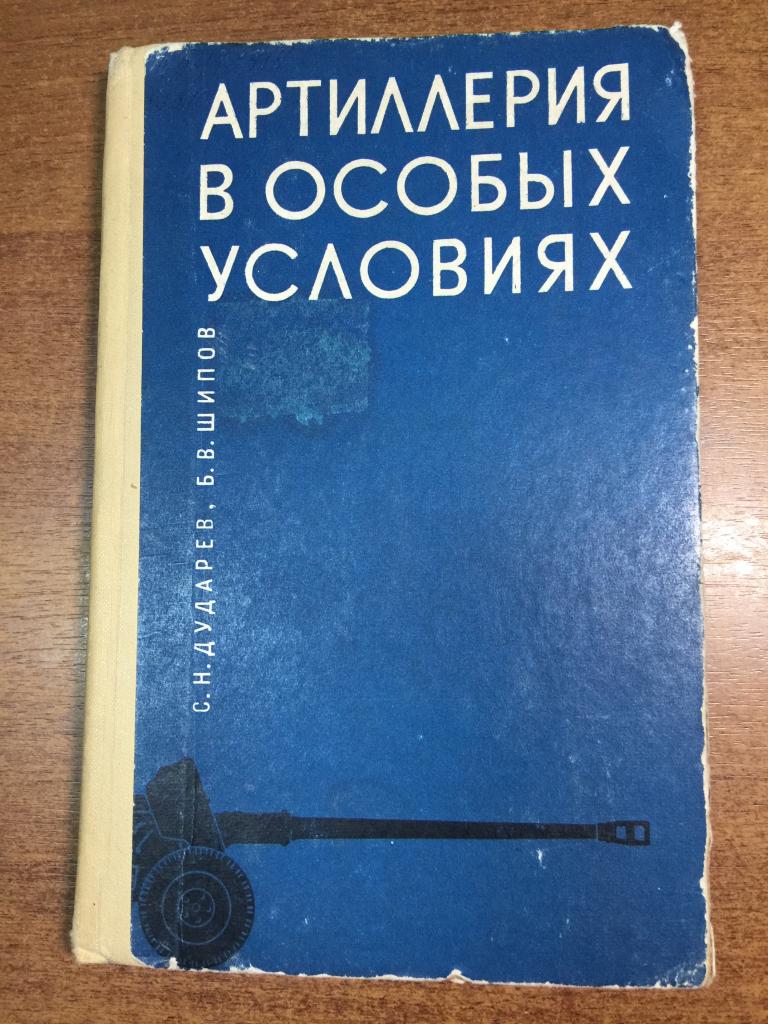 АРТИЛЛЕРИЯ
В ОСОБЫХ
УСЛОВИЯХ
С.Н.ДУДАРЕВ, Б.В.ШИПОВ